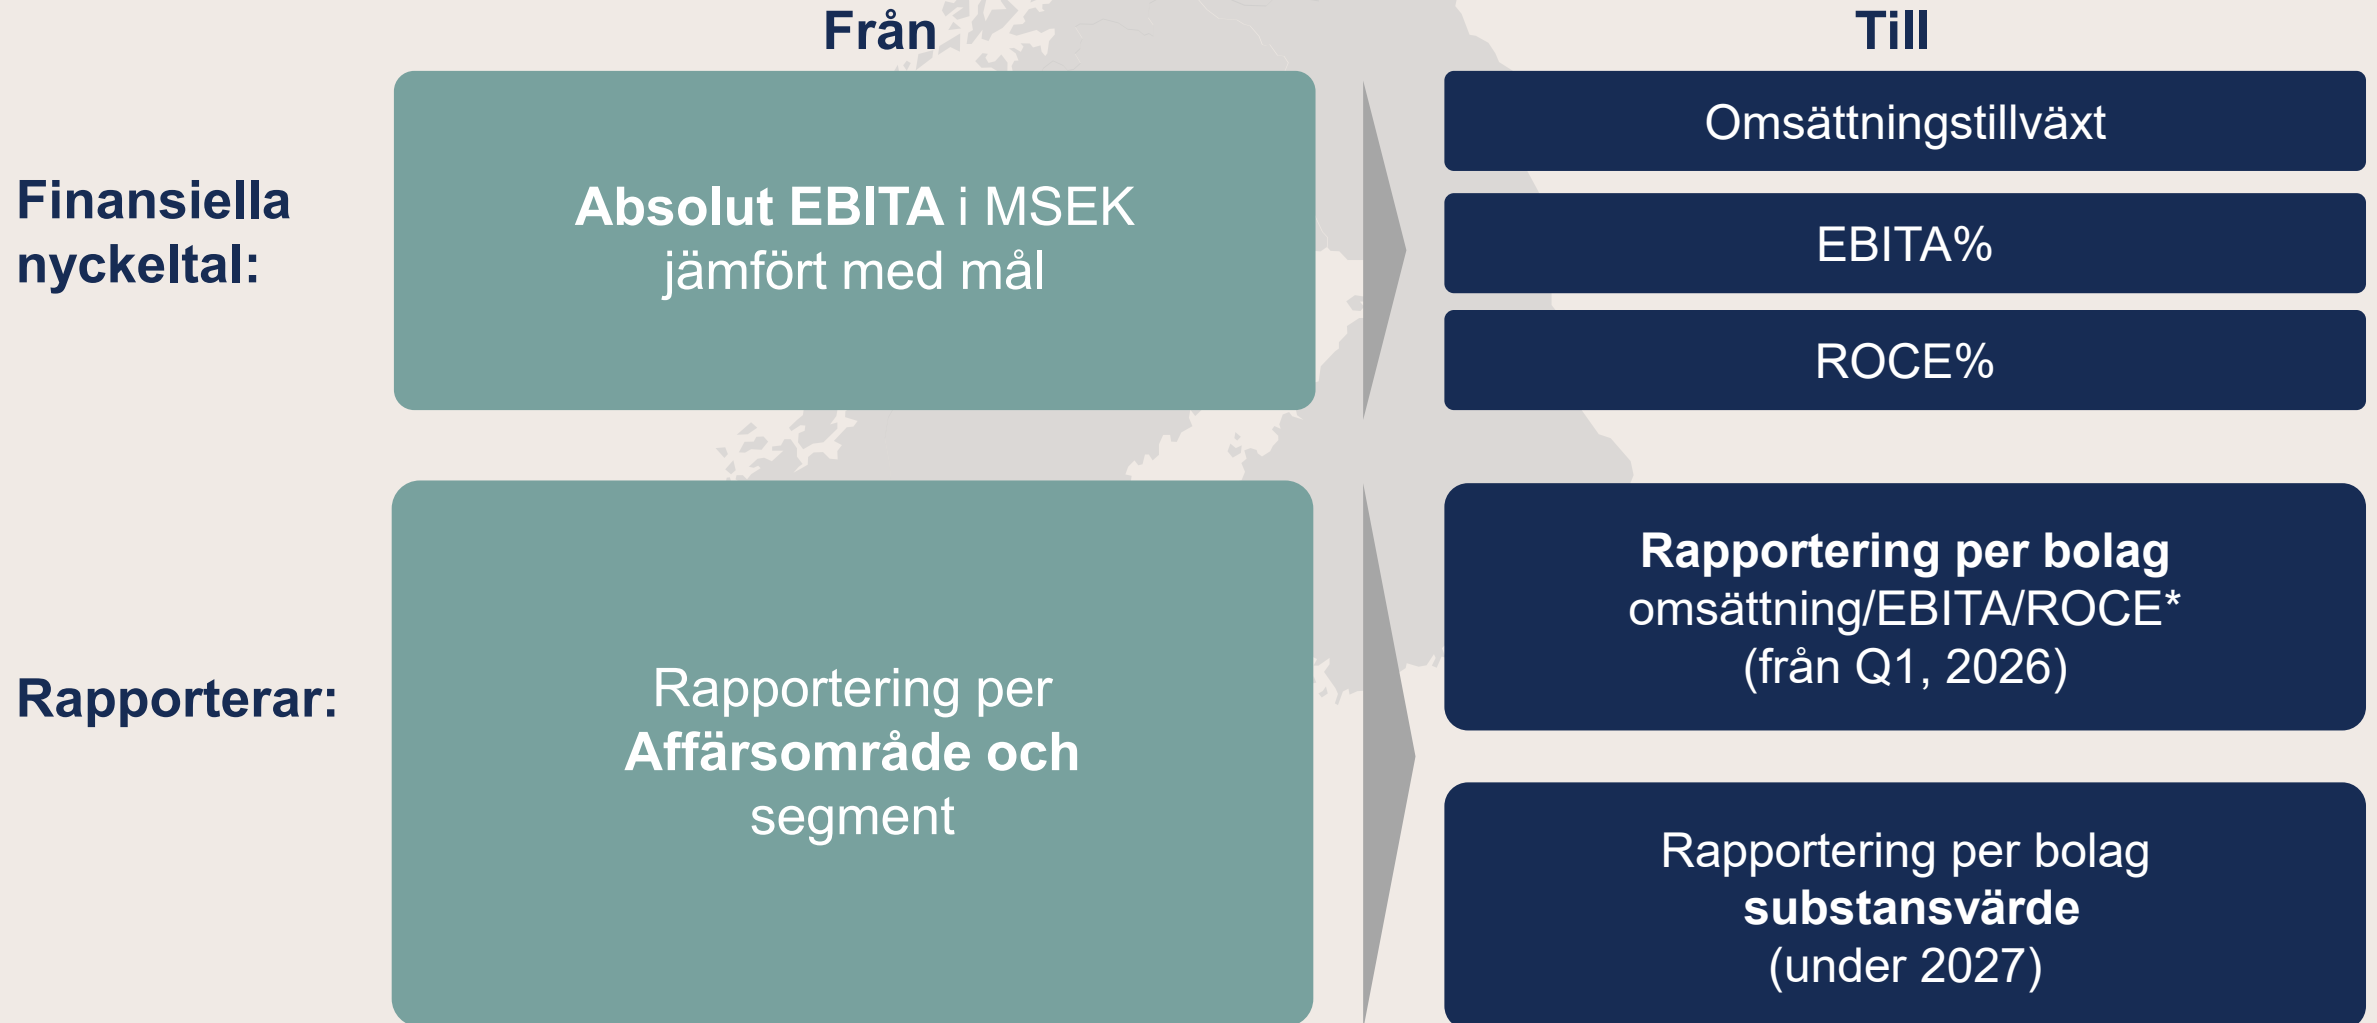 Från
Till
Finansiella
nyckeltal:
Absolut EBITA i MSEK
jämfört med mål
Omsättningstillväxt
EBITA%
ROCE%
Rapporterar:
Rapportering per
Affärsområde och
segment
Rapportering per bolag
omsättning/EBITA/ROCE*
(från Q1, 2026)
Rapportering per bolag
substansvärde
(under 2027)